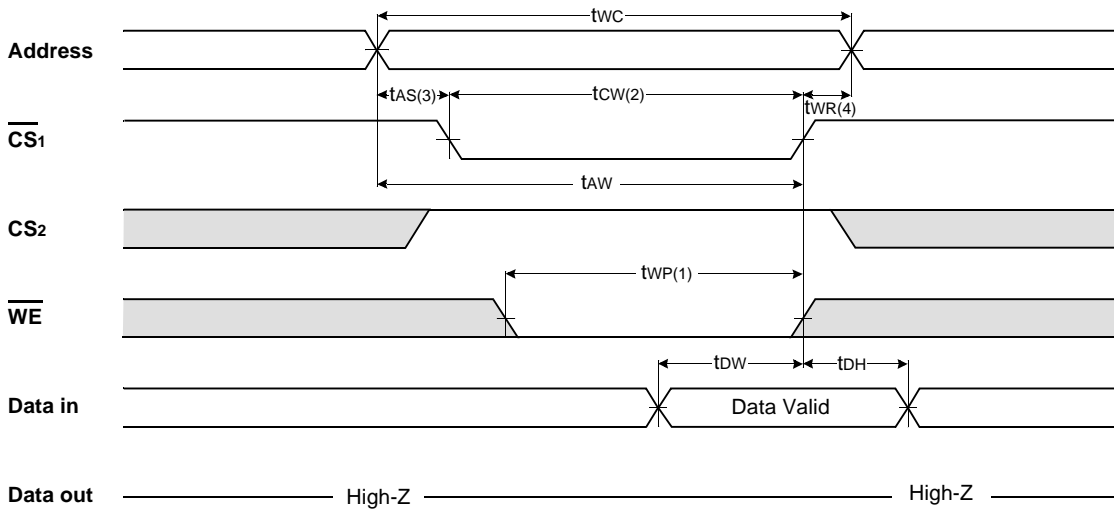 tWC
Address
tAS(3)
tCW(2)
tWR(4)
CS1
tAW
CS2
tWP(1)
WE
tDW
tDH
Data in
Data Valid
Data out
High-Z
High-Z